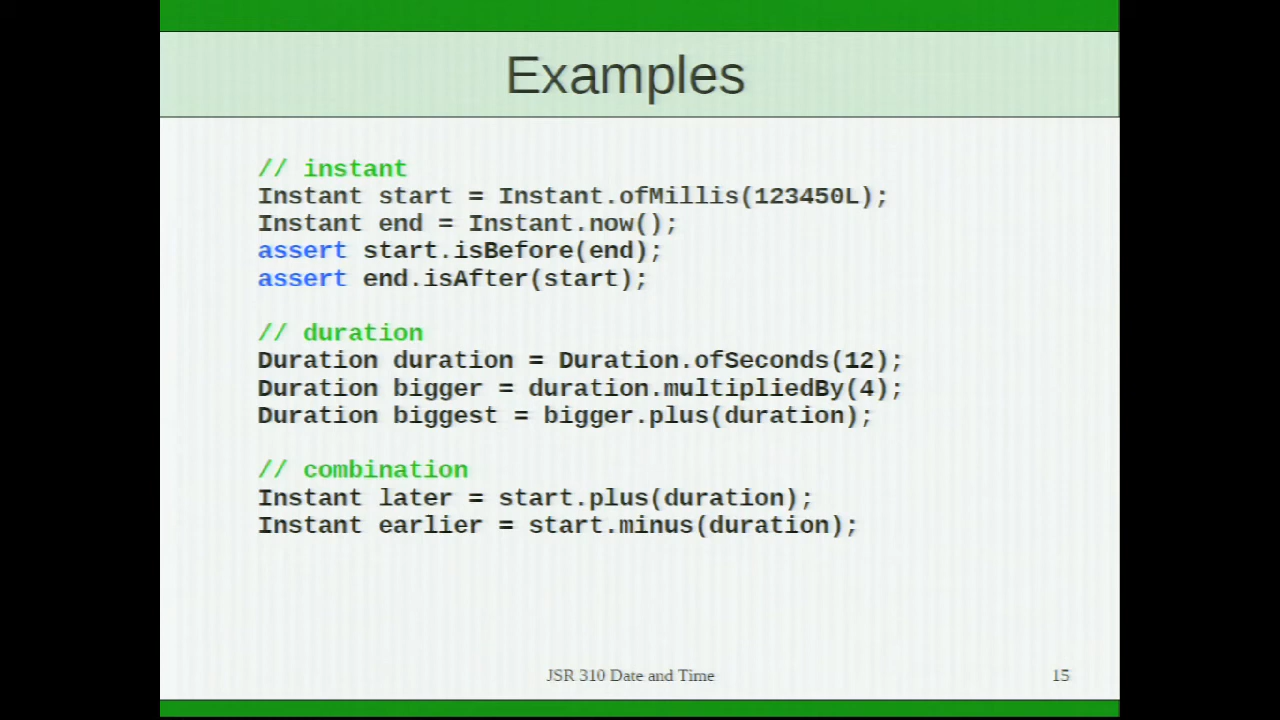 Examples
// instant
Instant start = Instant.ofMillis(123450L);
Instant end = Instant.now();
assert start.isBefore(end);
assert end.isAfter(start);
// duration
Duration duration = Duration.ofSeconds(12);
Duration bigger = duration.multipliedBy(4);
Duration biggest = bigger.plus(duration);
// combination
Instant later = start.plus(duration);
Instant earlier = start.minus(duration);
JSR 310 Date and Time
15